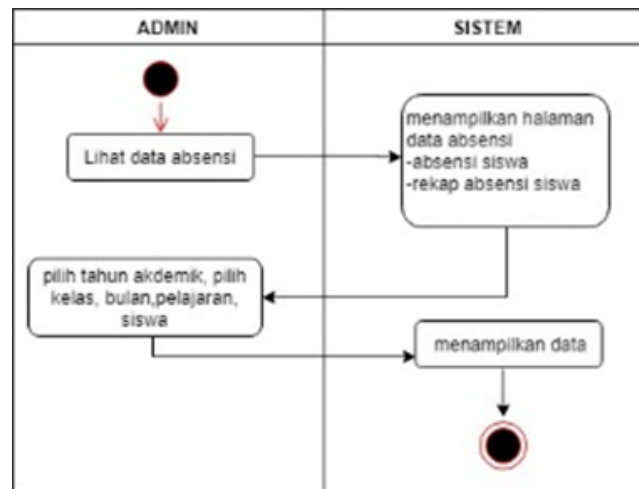 ADMIN
SISTEM
Lihat data absensi
menampilkan halaman
data absensi
-absensi siswa
-rekap absensi siswa
pilih tahun akdemik, pilih
kelas, bulan,pelajaran,
siswa
menampilkan data